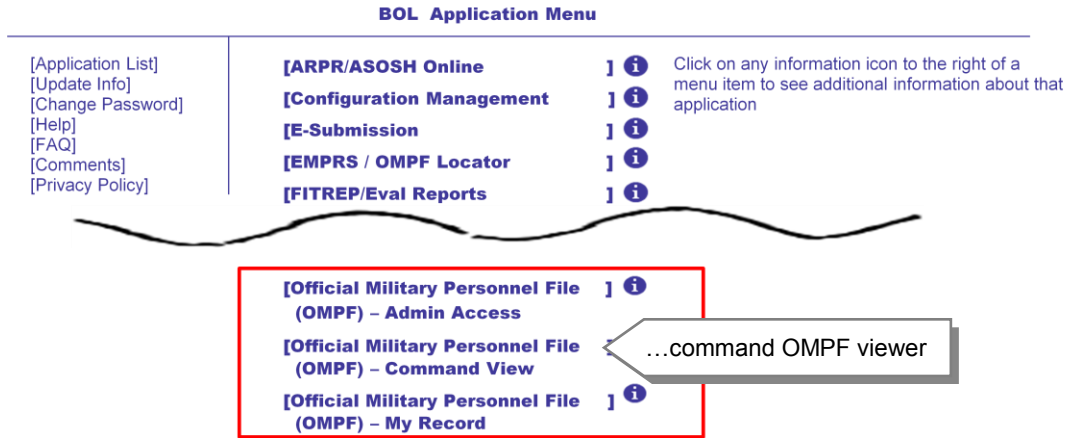 BOL Application Menu
[Application List]
[Update Info]
[Change Password]
[Help]
[FAQ]
[Comments]
[Privacy Policy]
[ARPR/ASOSH Online ] i
[Configuration Management ] i
[E-Submission ] i
[EMPRS / OMPF Locator ] i
[FITREP/Eval Reports ] i
Click on any information icon to the right of a
menu item to see additional information about that
application
[Official Military Personnel File ] i
(OMPF) – Admin Access
[Official Military Personnel File
(OMPF) – Command View
…command OMPF viewer
[Official Military Personnel File ] i
(OMPF) – My Record